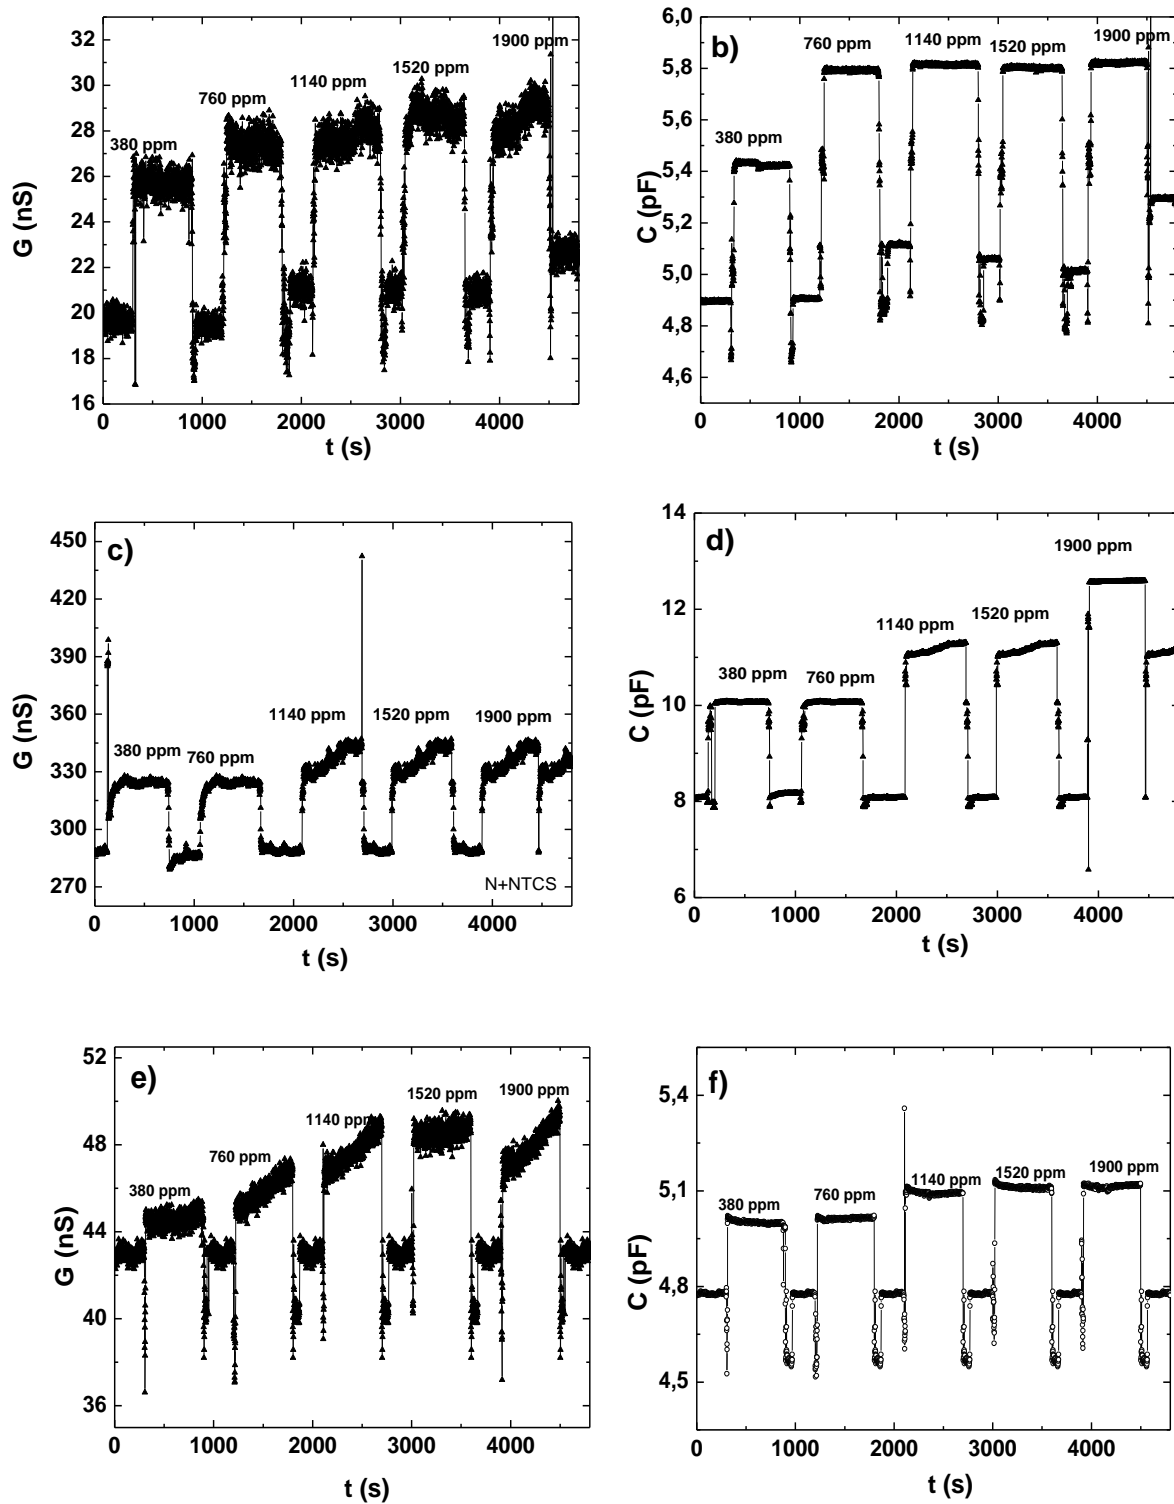 32
30
28
26
24
22
20
18
16
G (nS)
380 ppm
760 ppm
1140 ppm
1520 ppm
1900 ppm
0
1000
2000
3000
4000
t (s)
b)
6,0
5,8
5,6
5,4
5,2
5,0
4,8
4,6
C (pF)
380 ppm
760 ppm
1140 ppm
1520 ppm
1900 ppm
0
1000
2000
3000
4000
t (s)
c)
450
420
390
360
330
300
270
G (nS)
380 ppm
760 ppm
1140 ppm
1520 ppm
1900 ppm
N+NTCS
0
1000
2000
3000
4000
t (s)
d)
14
12
10
8
6
C (pF)
380 ppm
760 ppm
1140 ppm
1520 ppm
1900 ppm
0
1000
2000
3000
4000
t (s)
e)
52
48
44
40
36
G (nS)
380 ppm
760 ppm
1140 ppm
1520 ppm
1900 ppm
0
1000
2000
3000
4000
t (s)
f)
5,4
5,1
4,8
4,5
C (pF)
380 ppm
760 ppm
1140 ppm
1520 ppm
1900 ppm
0
1000
2000
3000
4000
t (s)